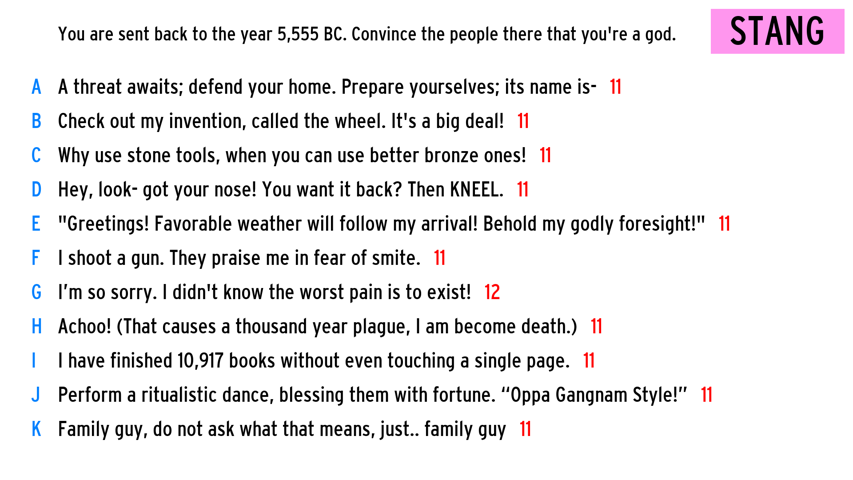 You are sent back to the year 5,555 BC. Convince the people there that you're a god.
STANG
A A threat awaits; defend your home. Prepare yourselves; its name is- 11
B Check out my invention, called the wheel. It's a big deal! 11
C Why use stone tools, when you can use better bronze ones! 11
D Hey, look- got your nose! You want it back? Then KNEEL. 11
E "Greetings! Favorable weather will follow my arrival! Behold my godly foresight!" 11
F I shoot a gun. They praise me in fear of smite. 11
G I’m so sorry. I didn't know the worst pain is to exist! 12
H Achoo! (That causes a thousand year plague, I am become death.) 11
I I have finished 10,917 books without even touching a single page. 11
J Perform a ritualistic dance, blessing them with fortune. “Oppa Gangnam Style!” 11
K Family guy, do not ask what that means, just.. family guy 11